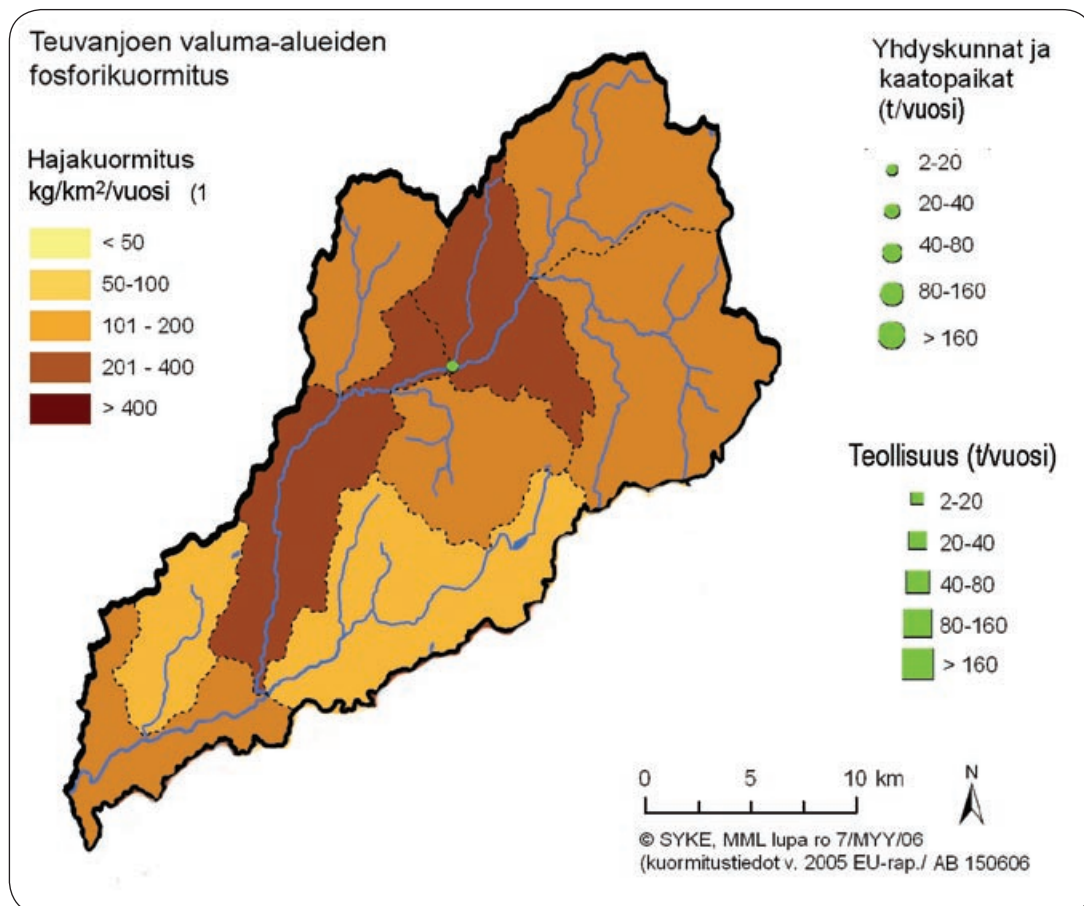 Teuvanjoen valuma-alueiden
fosforikuormitus
Hajakuormitus
kg/km²/vuosi (1
< 50
50-100
101 - 200
201 - 400
> 400
Yhdyskunnat ja
kaatopaikat
(t/vuosi)
2-20
20-40
40-80
80-160
> 160
Teollisuus (t/vuosi)
2-20
20-40
40-80
80-160
> 160
0 5 10 km
N
© SYKE, MML lupa ro 7/MYY/06
(kuormitustiedot v. 2005 EU-rap./ AB 150606